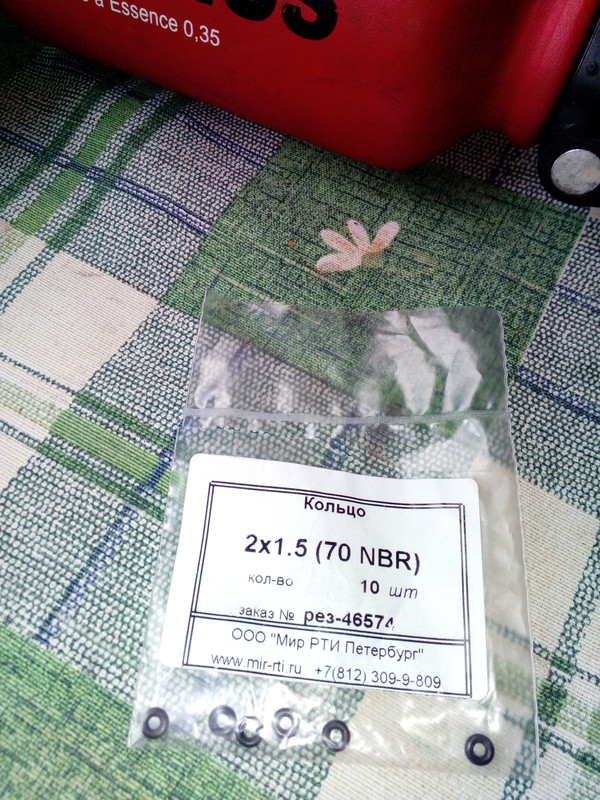 à Essence 0,35
Кольцо
2x1.5 (70 NBR)
кол-во 10 шт
заказ № рез-46574
ООО "Мир РТИ Петербург"
www.mir-rti.ru +7(812) 309-9-809